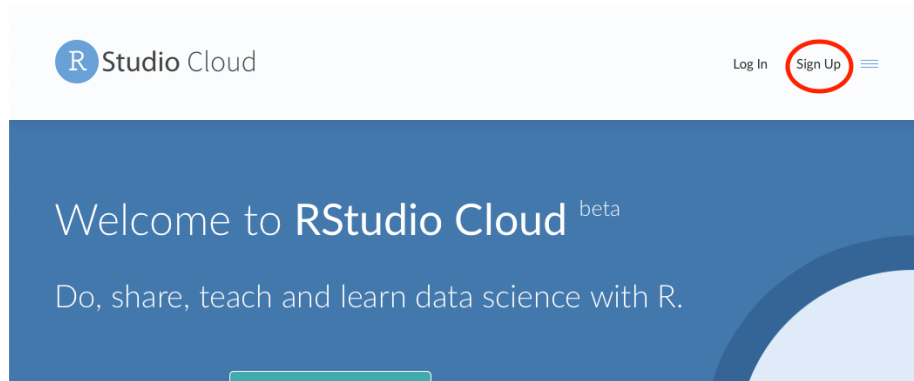 R Studio Cloud
Log In Sign Up
Welcome to RStudio Cloud beta
Do, share, teach and learn data science with R.